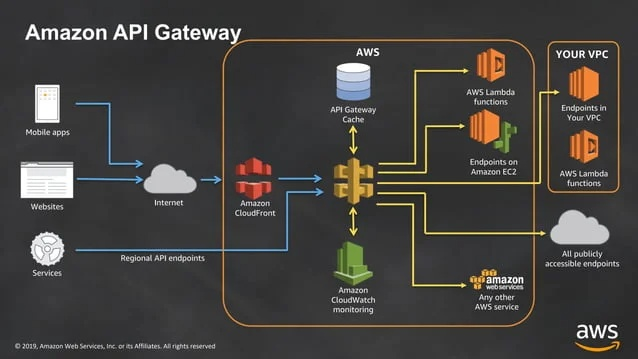 Amazon API Gateway
AWS
YOUR VPC
Mobile apps
Websites
Services
Internet
Regional API endpoints
Amazon
CloudFront
API Gateway
Cache
Amazon
CloudWatch
monitoring
AWS Lambda
functions
Endpoints on
Amazon EC2
Endpoints in
Your VPC
AWS Lambda
functions
All publicly
accessible endpoints
amazon
webservices
Any other
AWS service
© 2019, Amazon Web Services, Inc. or its Affiliates. All rights reserved
aws